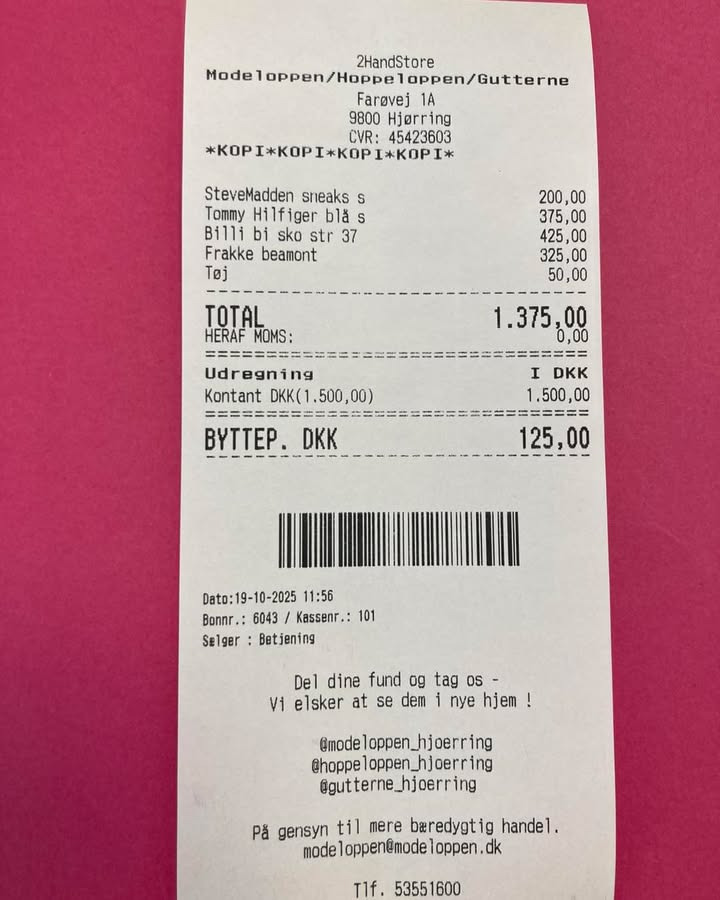 2HandStore
Modeloppen/Hoppeloppen/Gutterne
Farøvej 1A
9800 Hjørring
CVR: 45423603
*KOPI*KOPI*KOPI*KOPI*
SteveMadden sneaks s 200,00
Tommy Hilfiger blå s 375,00
Billi bi sko str 37 425,00
Frakke beamont 325,00
Tøj 50,00
TOTAL 1.375,00
HERAF MOMS: 0,00
Udregning I DKK
Kontant DKK(1.500,00) 1.500,00
BYTTEP. DKK 125,00
Dato:19-10-2025 11:56
Bonnr.: 6043 / Kassenr.: 101
Sælger : Betjening
Del dine fund og tag os -
Vi elsker at se dem i nye hjem !
@modeloppen_hjoerring
@hoppeloppen_hjoerring
@gutterne_hjoerring
På gensyn til mere bæredygtig handel.
modeloppen@modeloppen.dk
Tlf. 53551600